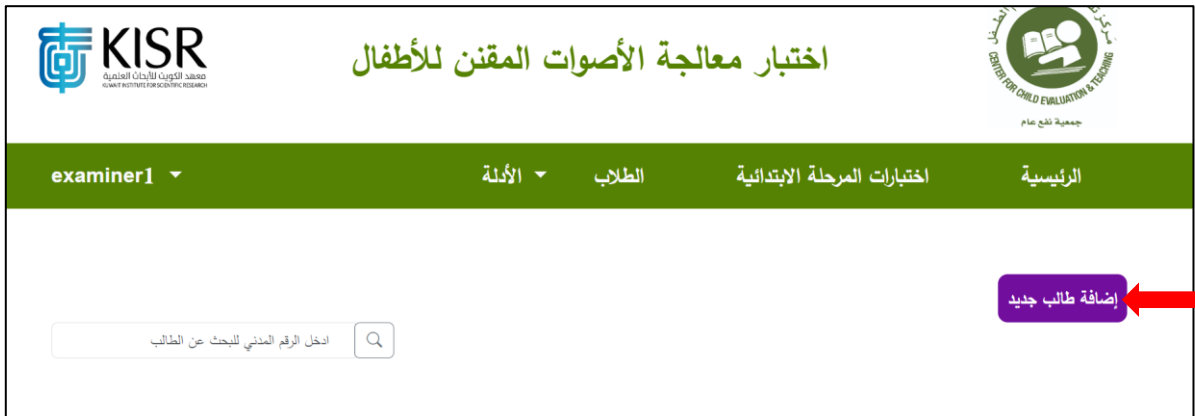 KISR
معهد الكويت للأبحاث العلمية
KUWAIT INSTITUTE FOR SCIENTIFIC RESEARCH
اختبار معالجة الأصوات المقنن للأطفال
CENTER FOR CHILD EVALUATION & TEACHING
جمعية نفع عام
الرئيسية
اختبارات المرحلة الابتدائية
الطلاب
الأدلة
examiner1
إضافة طالب جديد
ادخل الرقم المدني للبحث عن الطالب